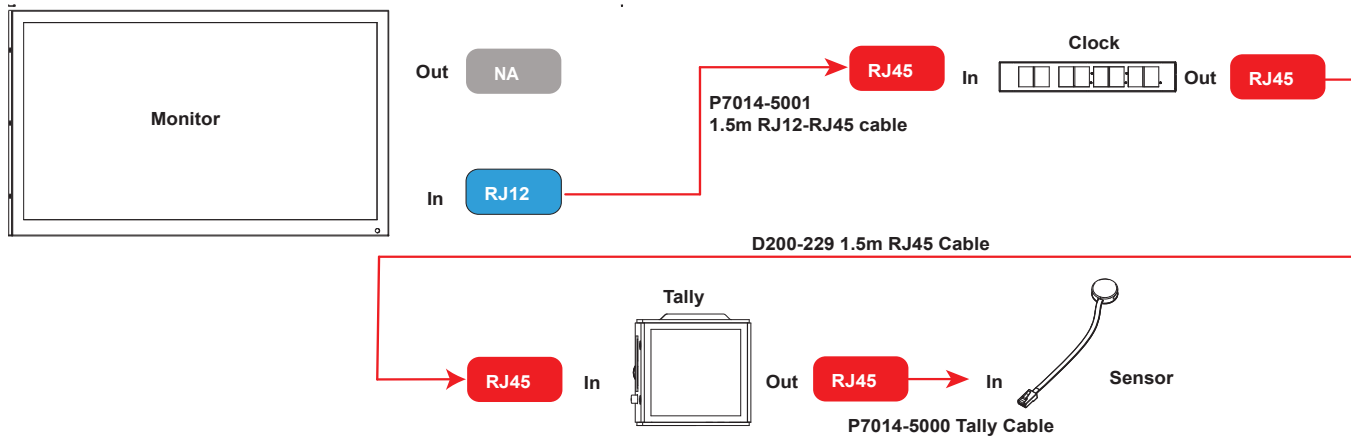 Monitor
Out
NA
In
RJ12
P7014-5001
1.5m RJ12-RJ45 cable
RJ45
In
Clock
Out
RJ45
D200-229 1.5m RJ45 Cable
RJ45
In
Tally
Out
RJ45
In
Sensor
P7014-5000 Tally Cable